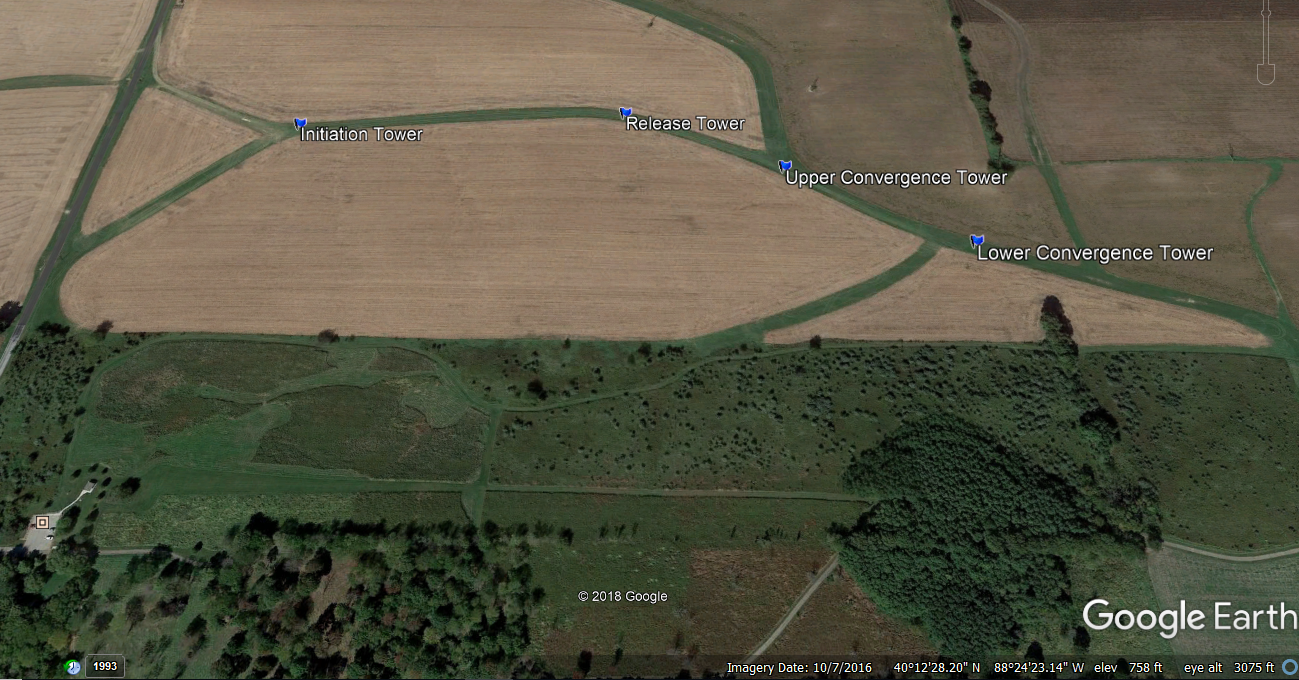 Initiation Tower
Release Tower
Upper Convergence Tower
Lower Convergence Tower
© 2018 Google
Google Earth
1993
Imagery Date: 10/7/2016 40°12'28.20" N 88°24'23.14" W elev 758 ft eye alt 3075 ft